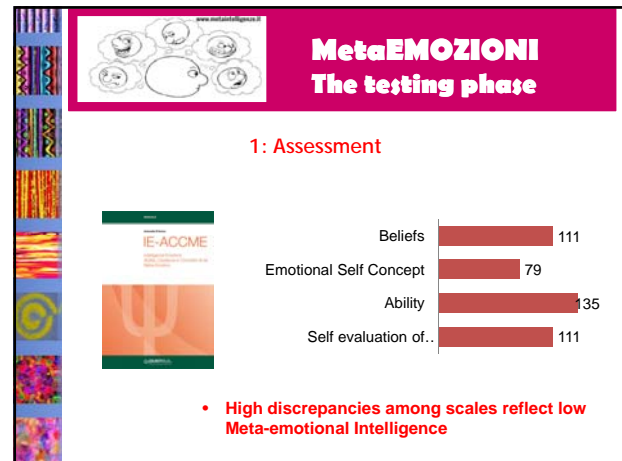 www.metaintelligenze.it
MetaEMOZIONI
The testing phase
1: Assessment
IE-ACCME
Beliefs 111
Emotional Self Concept 79
Ability 135
Self evaluation of.. 111
• High discrepancies among scales reflect low
Meta-emotional Intelligence